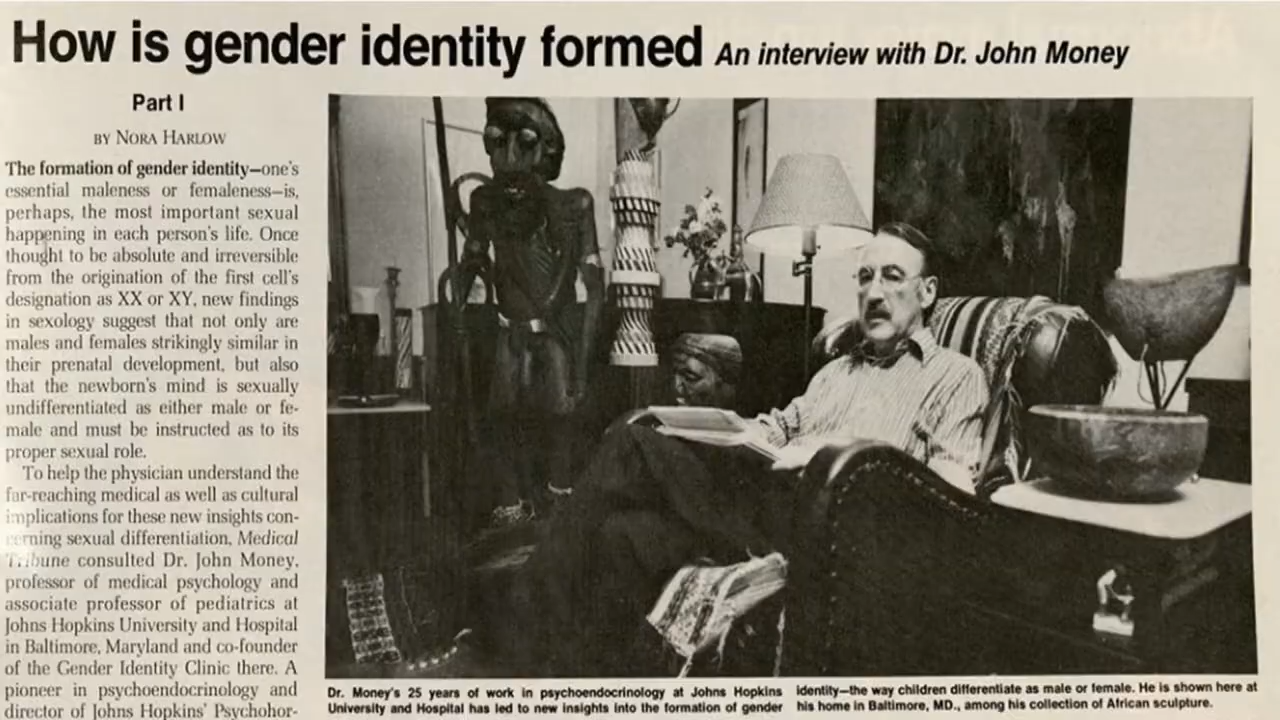 How is gender identity formed An interview with Dr. John Money
Part I
BY NORA HARLOW
The formation of gender identity—one's
essential maleness or femaleness—is,
perhaps, the most important sexual
happening in each person's life. Once
thought to be absolute and irreversible
from the origination of the first cell's
designation as XX or XY, new findings
in sexology suggest that not only are
males and females strikingly similar in
their prenatal development, but also
that the newborn's mind is sexually
undifferentiated as either male or fe-
male and must be instructed as to its
proper sexual role.
To help the physician understand the
far-reaching medical as well as cultural
implications for these new insights con-
cerning sexual differentiation, Medical
Tribune consulted Dr. John Money,
professor of medical psychology and
associate professor of pediatrics at
Johns Hopkins University and Hospital
in Baltimore, Maryland and co-founder
of the Gender Identity Clinic there. A
pioneer in psychoendocrinology and
director of Johns Hopkins' Psychohor-
Dr. Money's 25 years of work in psychoendocrinology at Johns Hopkins
University and Hospital has led to new insights into the formation of gender
identity—the way children differentiate as male or female. He is shown here at
his home in Baltimore, MD., among his collection of African sculpture.